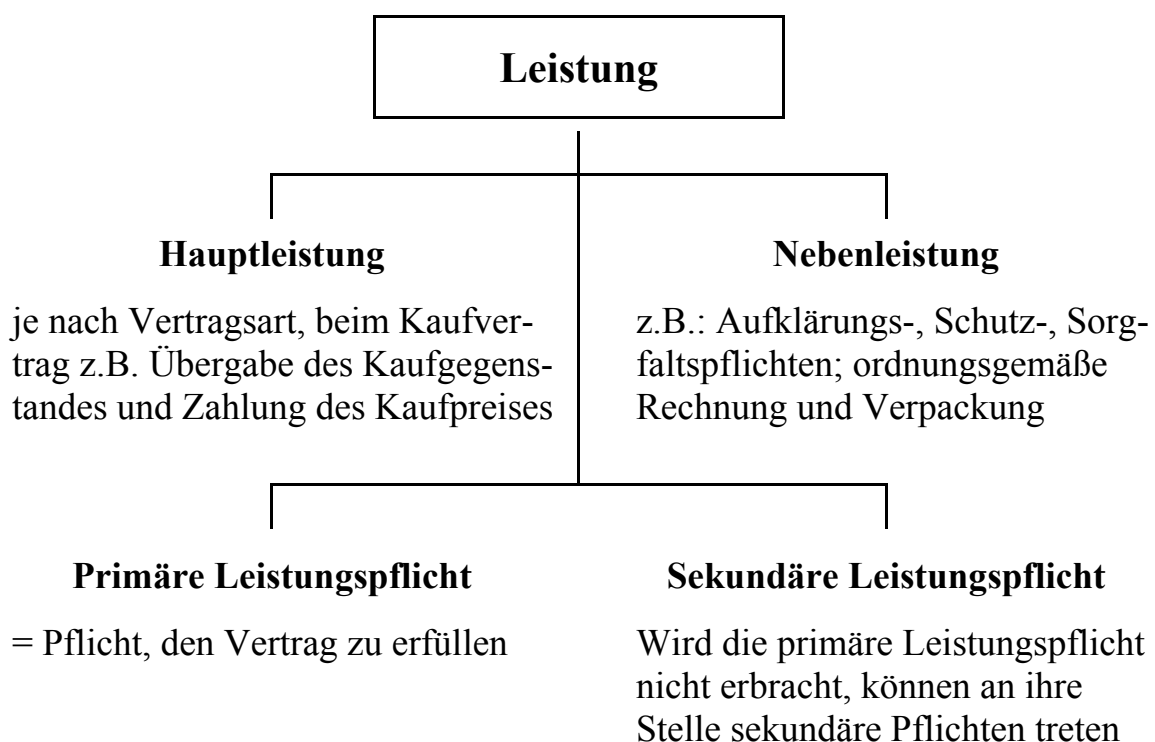 Leistung
Hauptleistung
je nach Vertragsart, beim Kaufver-
trag z.B. Übergabe des Kaufgegens-
tandes und Zahlung des Kaufpreises
Nebenleistung
z.B.: Aufklärungs-, Schutz-, Sorg-
faltspflichten; ordnungsgemäße
Rechnung und Verpackung
Primäre Leistungspflicht
= Pflicht, den Vertrag zu erfüllen
Sekundäre Leistungspflicht
Wird die primäre Leistungspflicht
nicht erbracht, können an ihre
Stelle sekundäre Pflichten treten